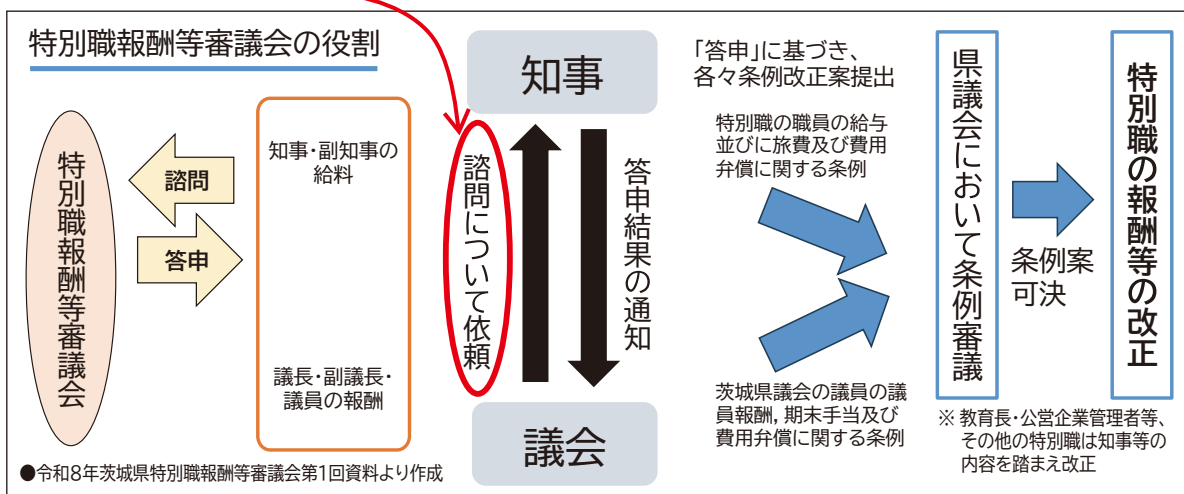 特別職報酬等審議会の役割
特別職報酬等審議会
諮問
答申
知事・副知事の
給料
議長・副議長・
議員の報酬
知事
諮問について依頼
答申結果の通知
議会
「答申」に基づき、
各々条例改正案提出
特別職の職員の給与
並びに旅費及び費用
弁償に関する条例
茨城県議会の議員の議
員報酬，期末手当及び
費用弁償に関する条例
県議会において条例審議
条例案
可決
特別職の報酬等の改正
※ 教育長・公営企業管理者等、
その他の特別職は知事等の
内容を踏まえ改正
●令和8年茨城県特別職報酬等審議会第1回資料より作成